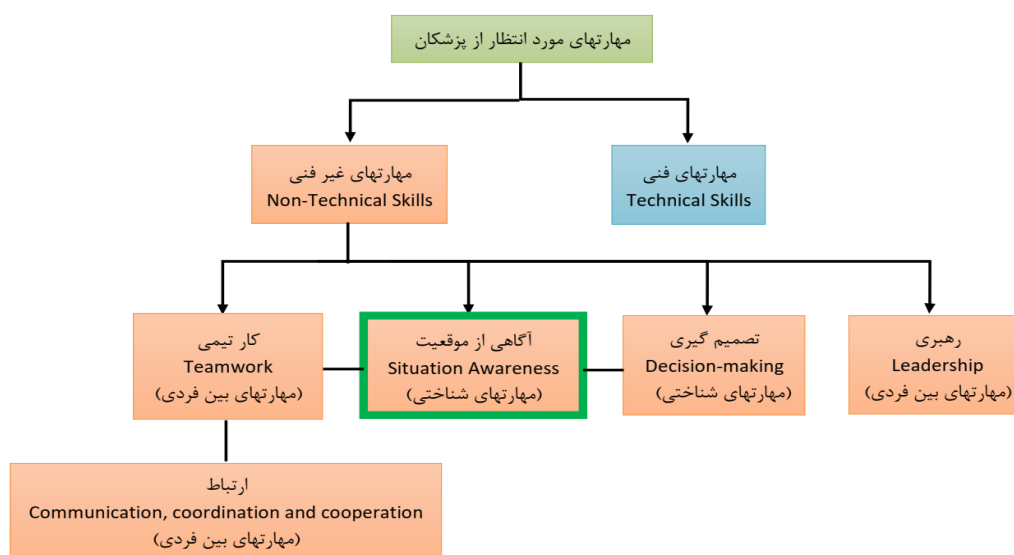 مهارتهای مورد انتظار از پزشکان
مهارتهای غیر فنی
Non-Technical Skills
مهارتهای فنی
Technical Skills
کار تیمی
Teamwork
(مهارتهای بین فردی)
آگاهی از موقعیت
Situation Awareness
(مهارتهای شناختی)
تصمیم گیری
Decision-making
(مهارتهای شناختی)
رهبری
Leadership
(مهارتهای بین فردی)
ارتباط
Communication, coordination and cooperation
(مهارتهای بین فردی)